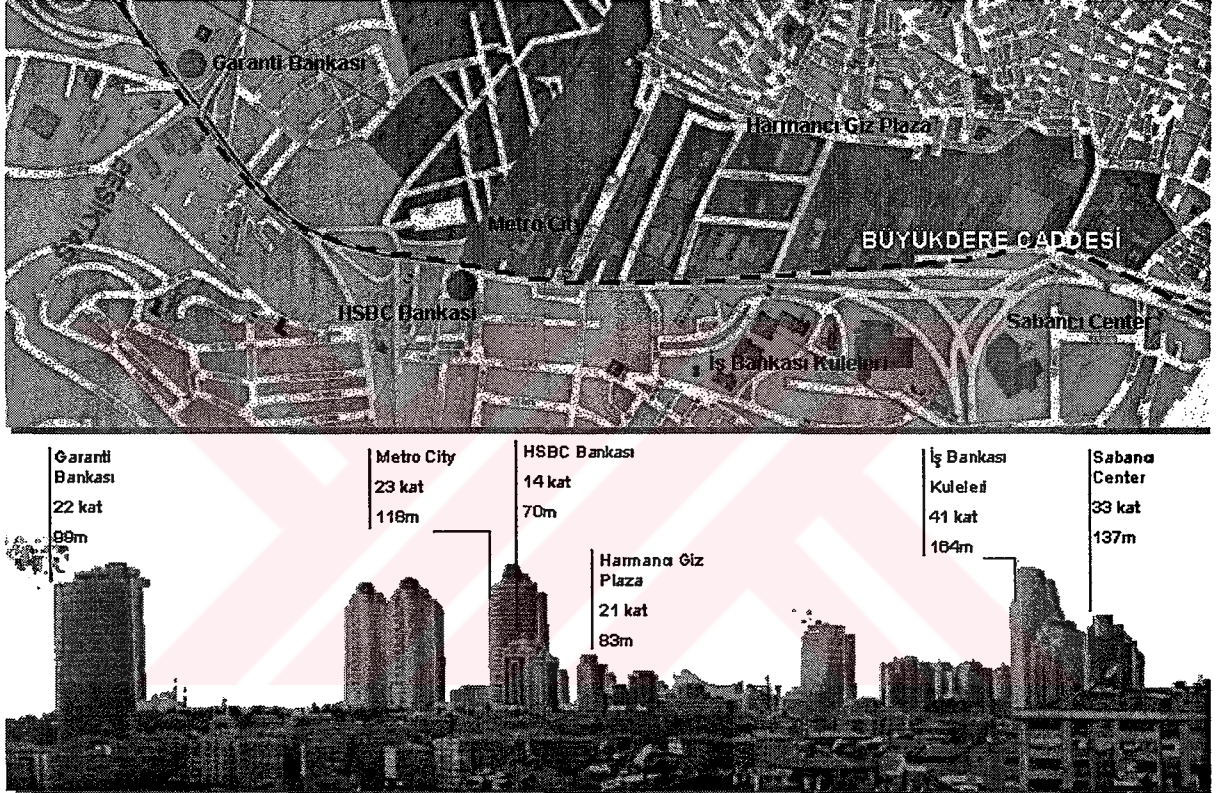 Garanti Bankası
Harmancı Giz Plaza
BEŞİKTAŞ
Metro City
BÜYÜKDERE CADDESİ
HSBC Bankası
Sabancı Center
İş Bankası Kuleleri
Garanti
Bankası
22 kat
99m
Metro City
23 kat
118m
HSBC Bankası
14 kat
70m
Harmancı Giz
Plaza
21 kat
83m
İş Bankası
Kuleleri
41 kat
164m
Sabancı
Center
33 kat
137m